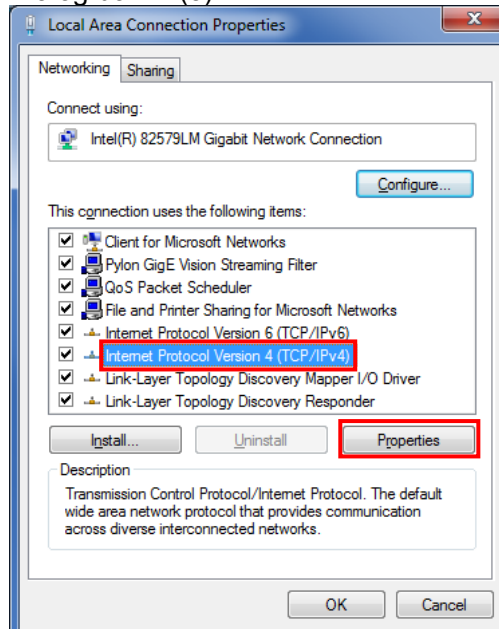 Local Area Connection Properties
Networking Sharing
Connect using:
Intel(R) 82579LM Gigabit Network Connection
Configure...
This connection uses the following items:
Client for Microsoft Networks
Pylon GigE Vision Streaming Filter
QoS Packet Scheduler
File and Printer Sharing for Microsoft Networks
Internet Protocol Version 6 (TCP/IPv6)
Internet Protocol Version 4 (TCP/IPv4)
Link-Layer Topology Discovery Mapper I/O Driver
Link-Layer Topology Discovery Responder
Install... Uninstall Properties
Description
Transmission Control Protocol/Internet Protocol. The default
wide area network protocol that provides communication
across diverse interconnected networks.
OK Cancel